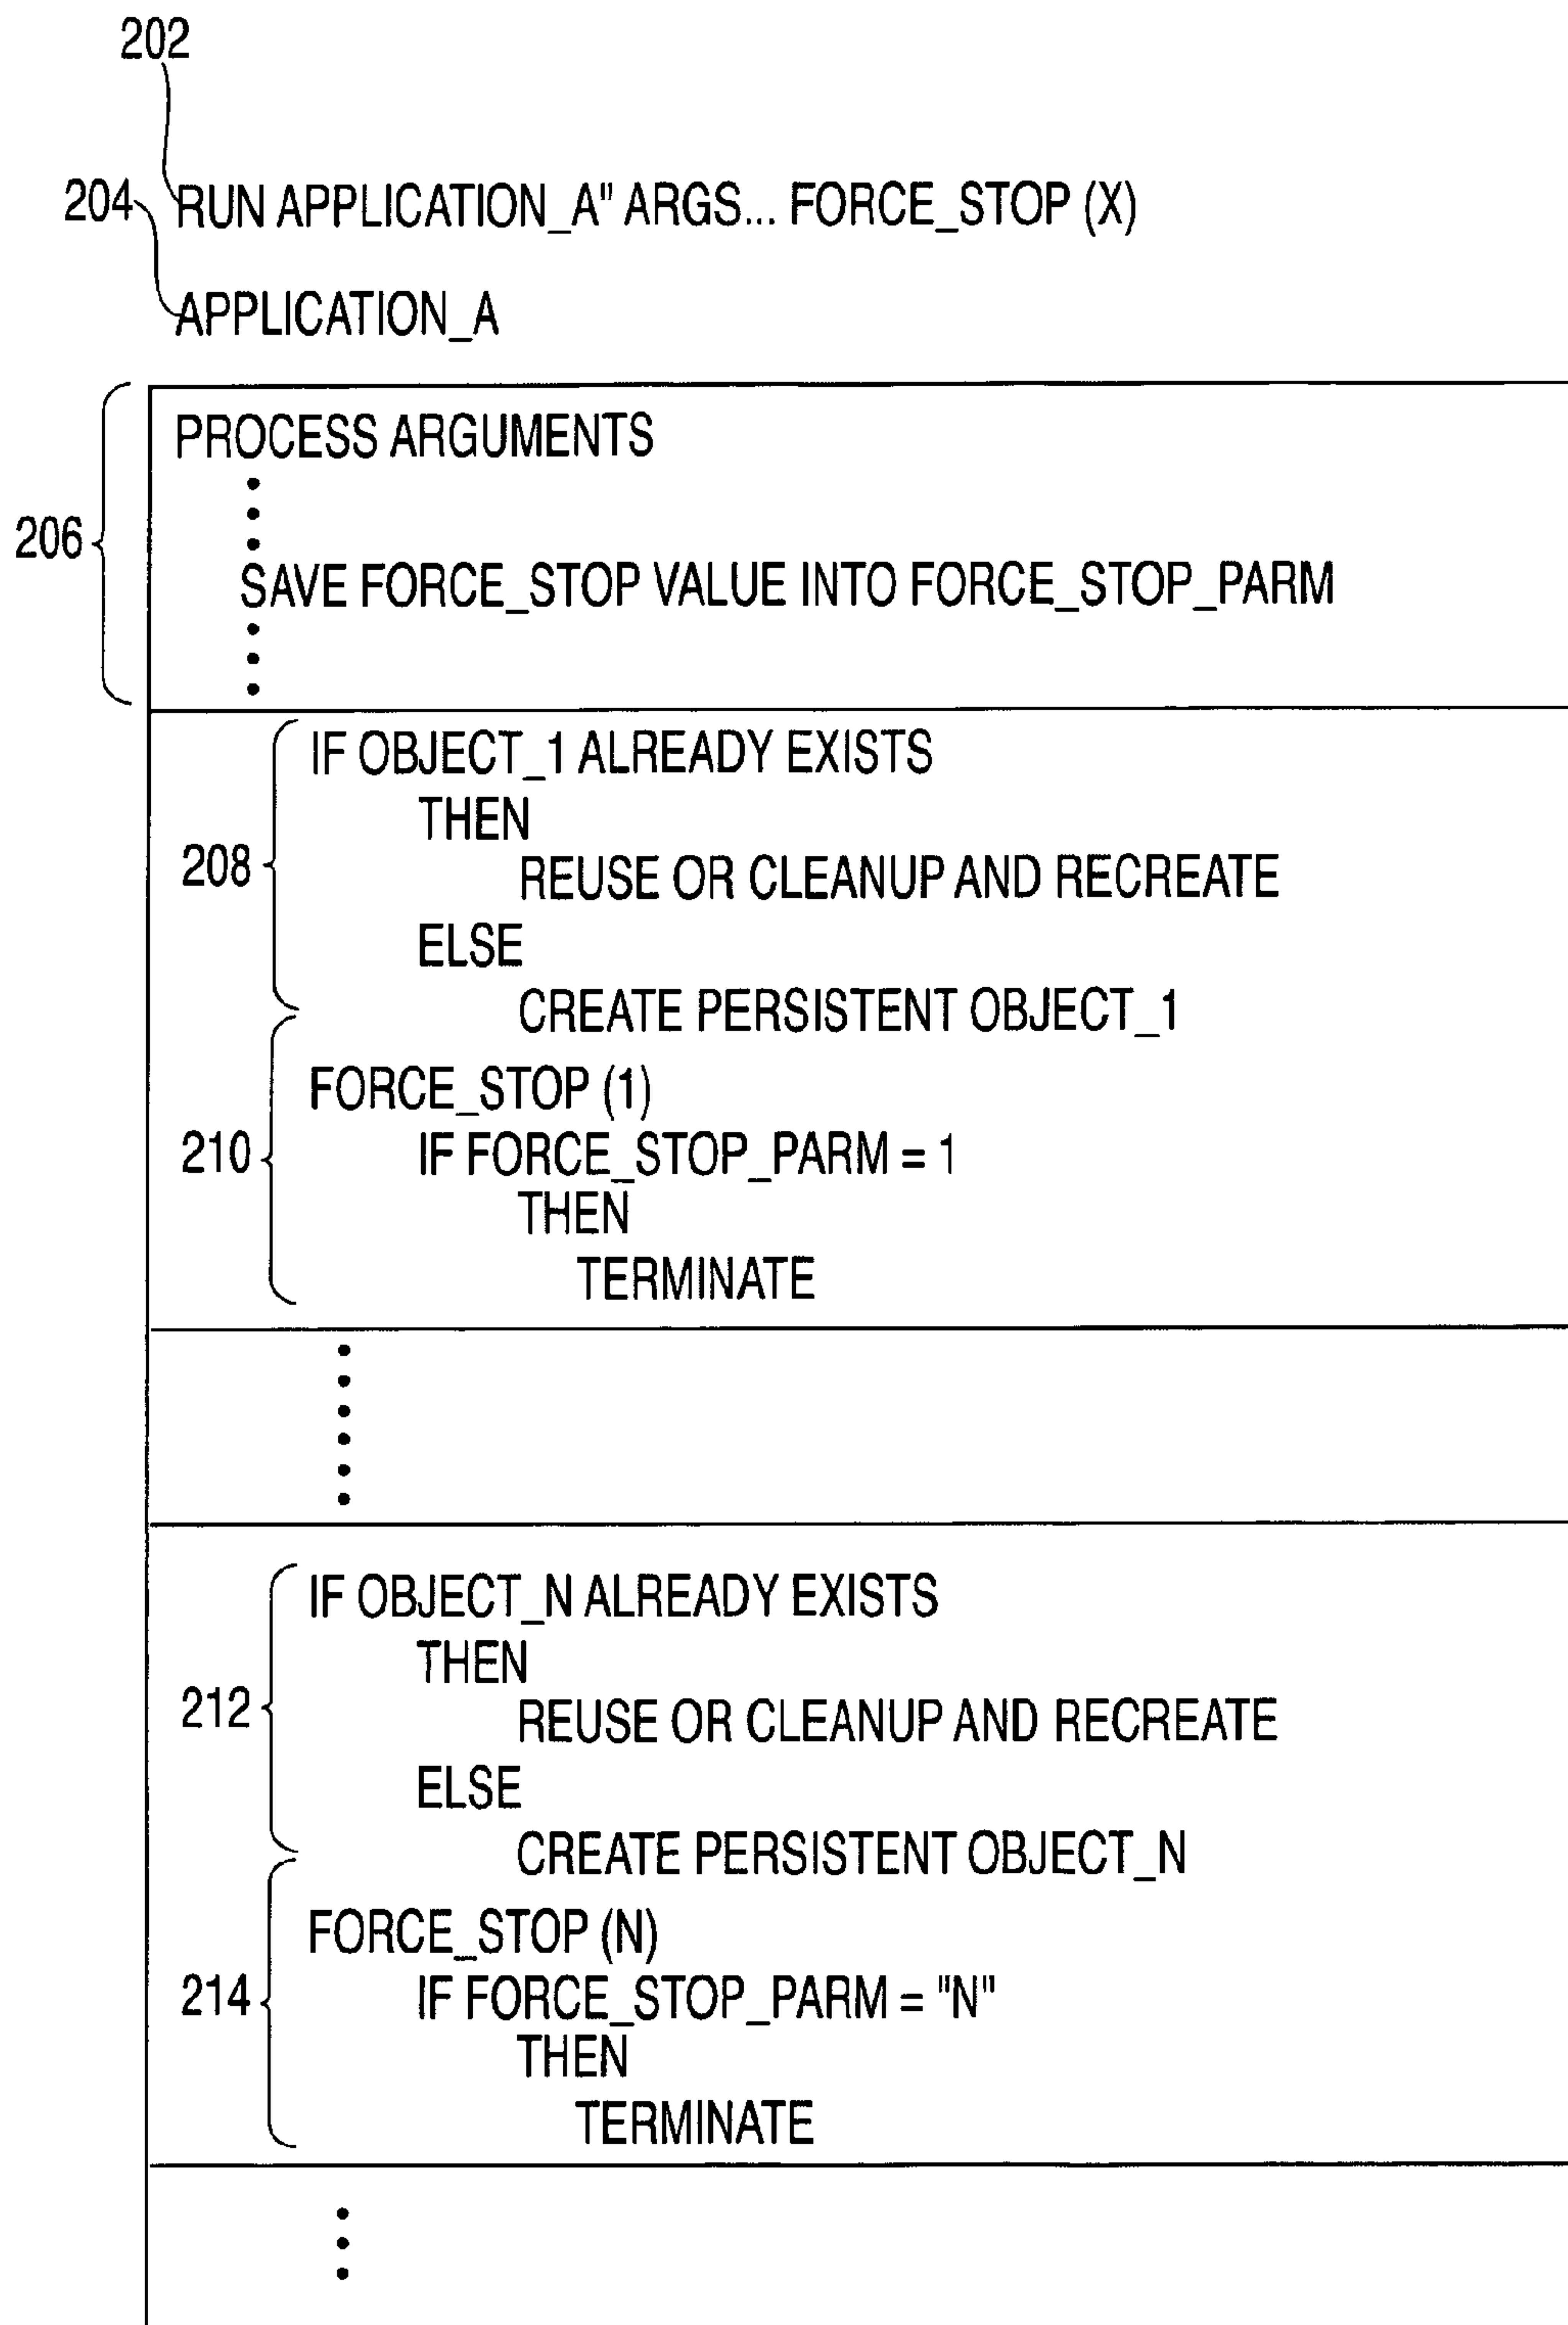 202
204 RUN APPLICATION_A" ARGS... FORCE_STOP (X)
APPLICATION_A
PROCESS ARGUMENTS
206
SAVE FORCE_STOP VALUE INTO FORCE_STOP_PARM
IF OBJECT_1 ALREADY EXISTS
THEN
208 REUSE OR CLEANUP AND RECREATE
ELSE
CREATE PERSISTENT OBJECT_1
FORCE_STOP (1)
210 IF FORCE_STOP_PARM = 1
THEN
TERMINATE
IF OBJECT_N ALREADY EXISTS
THEN
212 REUSE OR CLEANUP AND RECREATE
ELSE
CREATE PERSISTENT OBJECT_N
FORCE_STOP (N)
214 IF FORCE_STOP_PARM = "N"
THEN
TERMINATE